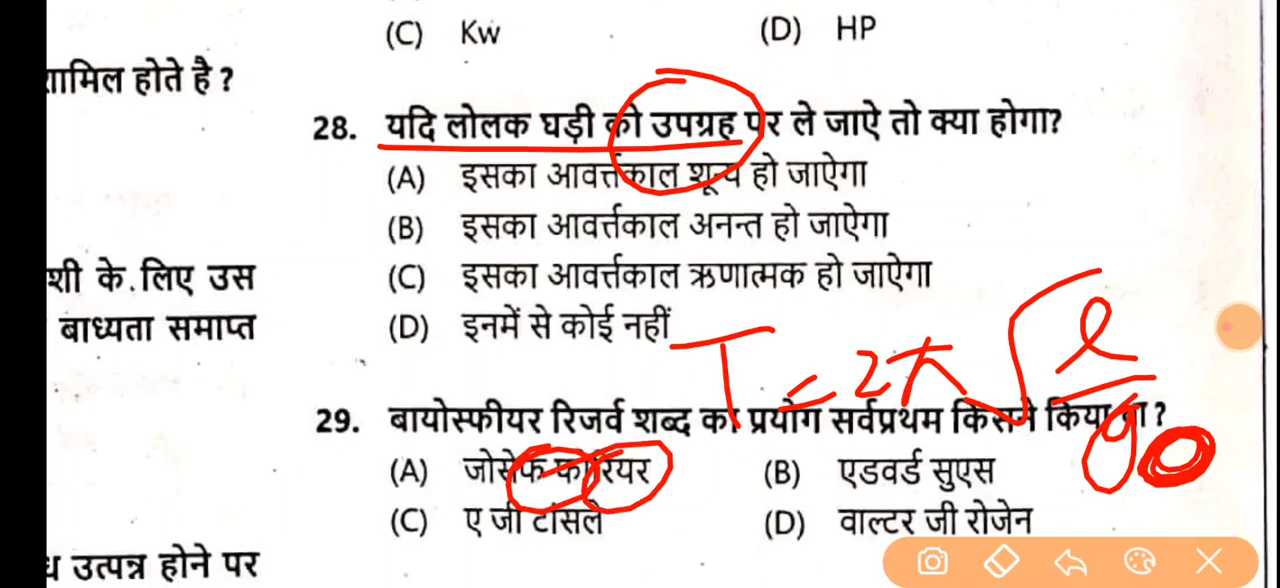 (C) Kw (D) HP
शामिल होते है ?
28. यदि लोलक घड़ी को उपग्रह पर ले जाऐ तो क्या होगा?
(A) इसका आवर्त्तकाल शून्य हो जाऐगा
(B) इसका आवर्त्तकाल अनन्त हो जाऐगा
(C) इसका आवर्त्तकाल ऋणात्मक हो जाऐगा
(D) इनमें से कोई नहीं
शी के लिए उस
बाध्यता समाप्त
T = 2π √l/g 0
29. बायोस्फीयर रिजर्व शब्द का प्रयोग सर्वप्रथम किसने किया था ?
(A) जोसेफ फोरियर (B) एडवर्ड सुएस
(C) ए जी टांसले (D) वाल्टर जी रोजेन
उत्पन्न होने पर